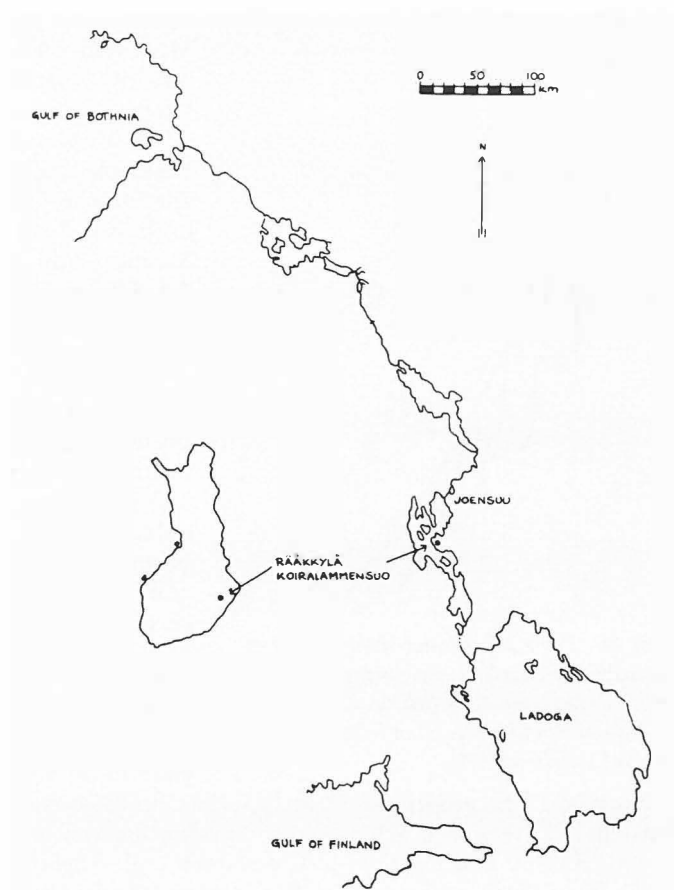 0 50 100
km
GULF OF BOTHNIA
N
JOENSUU
RÄÄKKYLÄ
KOIRALAMMENSUO
LADOGA
GULF OF FINLAND